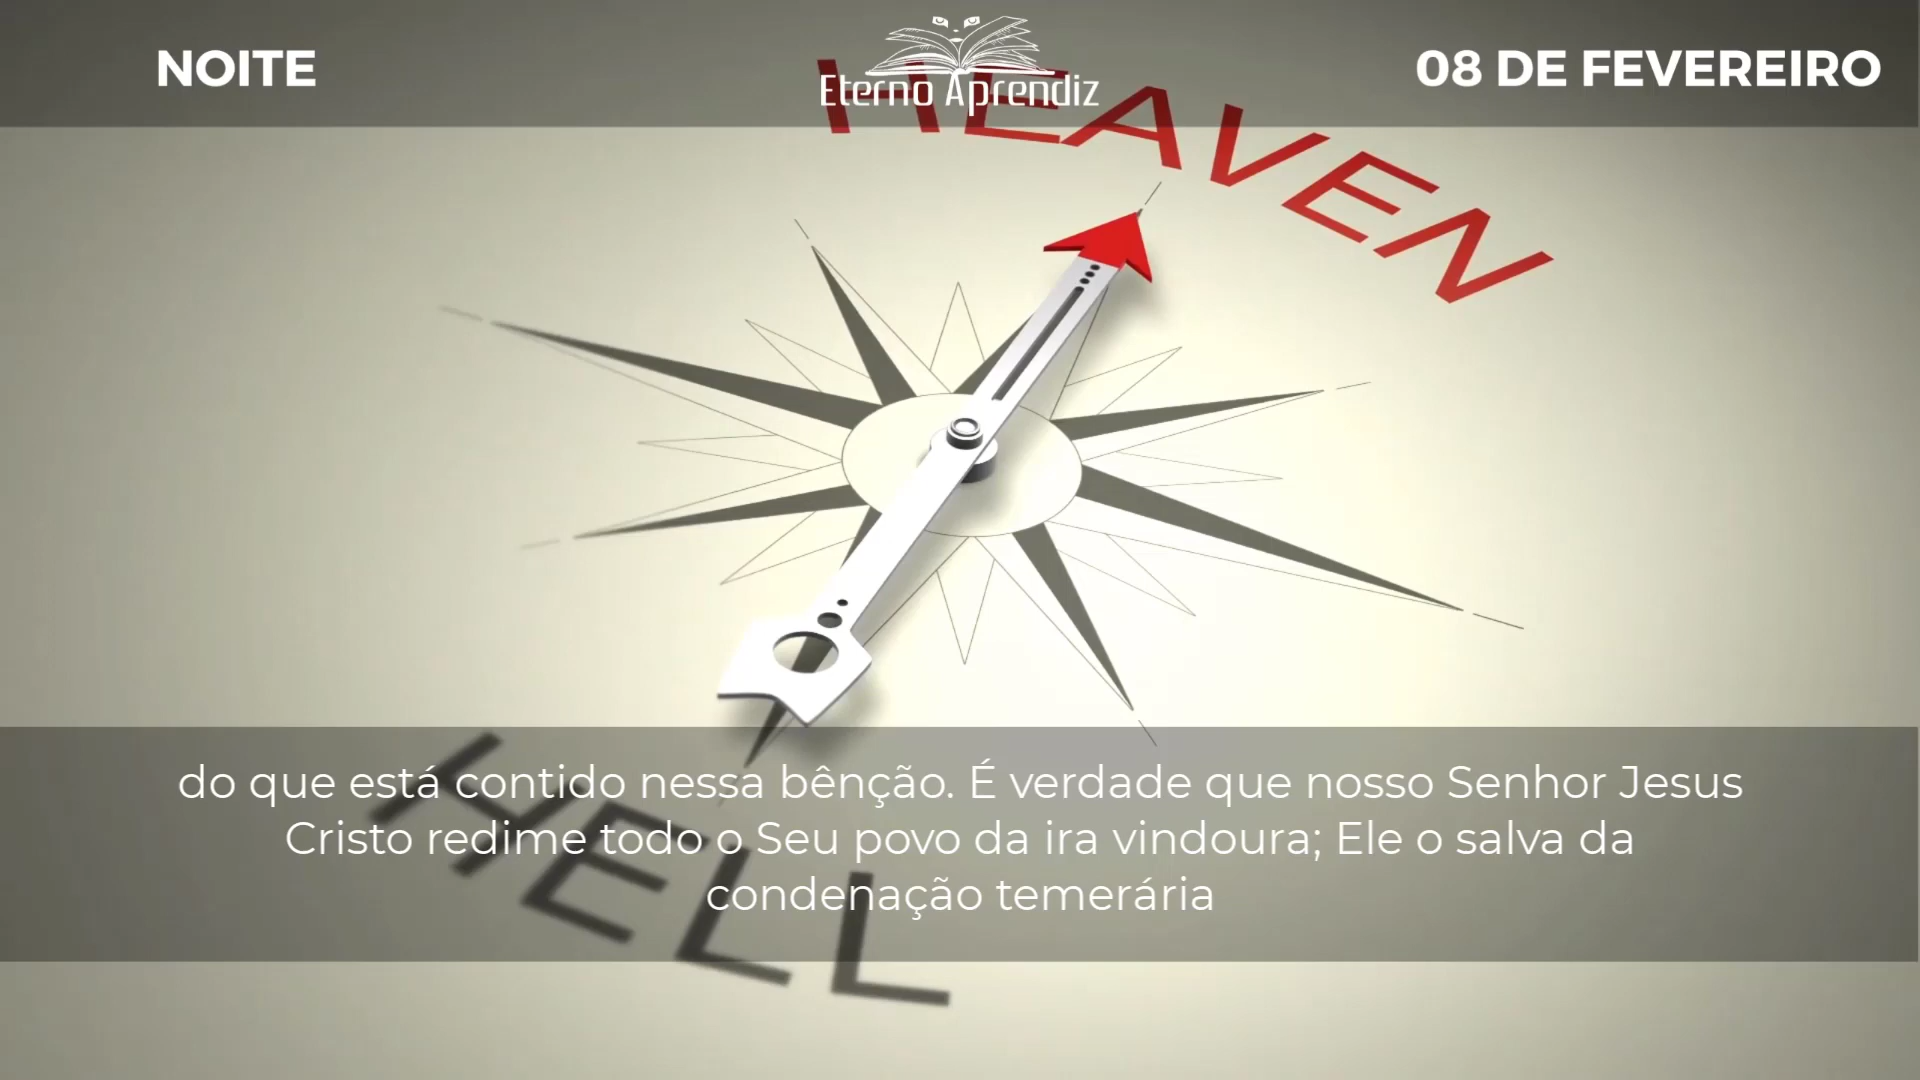 NOITE
Eterno Aprendiz
08 DE FEVEREIRO
HEAVEN
do que está contido nessa bênção. É verdade que nosso Senhor Jesus
Cristo redime todo o Seu povo da ira vindoura; Ele o salva da
condenação temerária
HELL